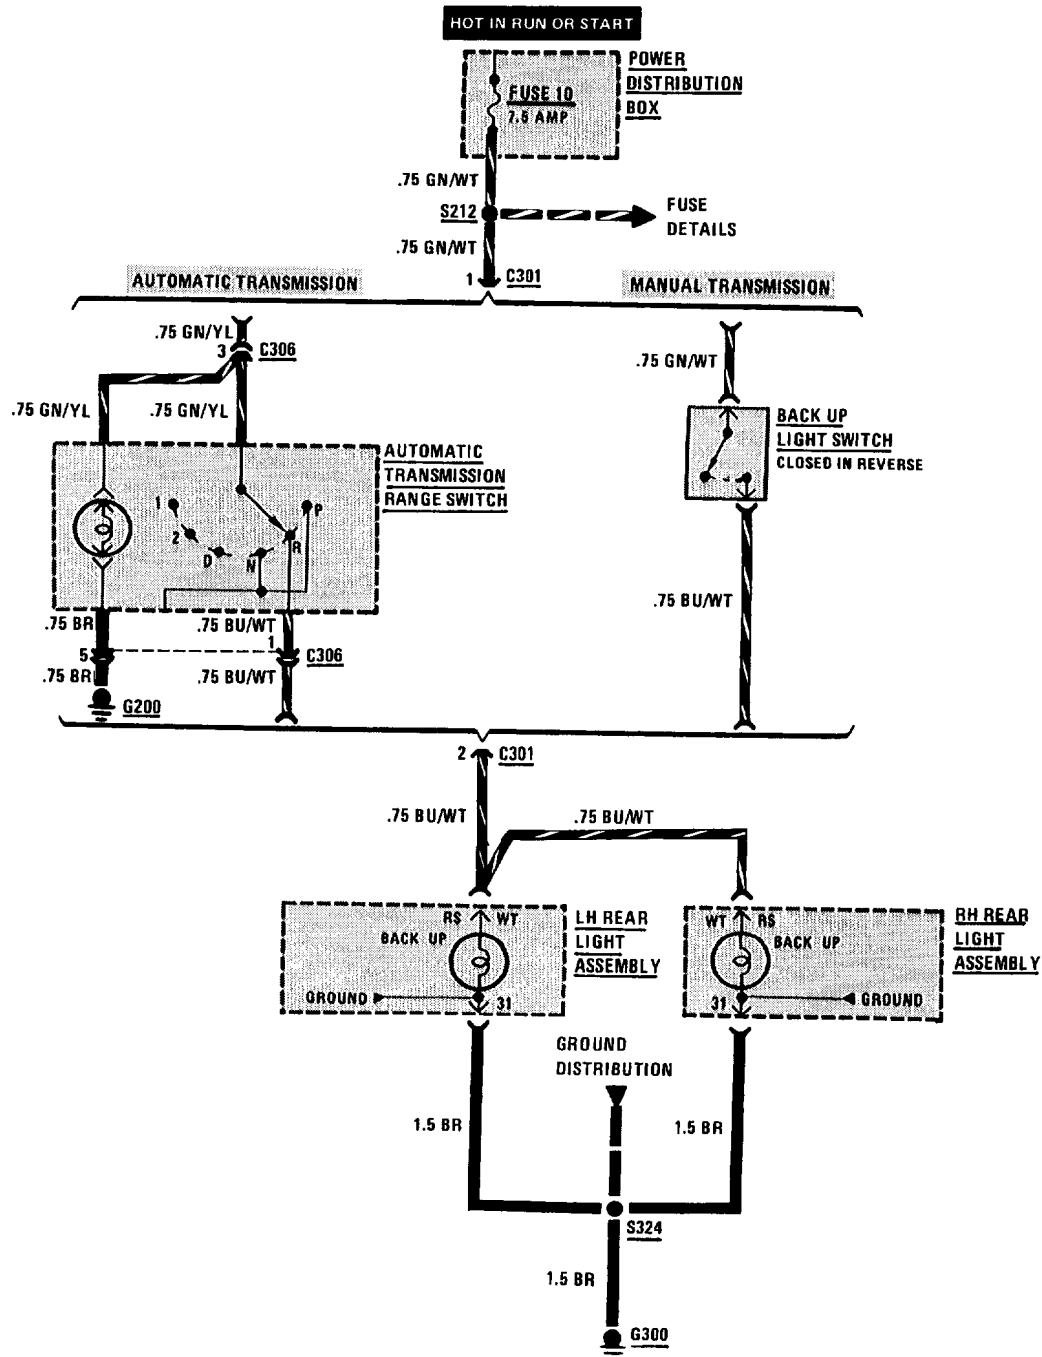 HOT IN RUN OR START
POWER
DISTRIBUTION
BOX
FUSE 10
7.5 AMP
.75 GN/WT
S212
FUSE
DETAILS
.75 GN/WT
1
C301
AUTOMATIC TRANSMISSION
MANUAL TRANSMISSION
.75 GN/YL
3
C306
.75 GN/WT
.75 GN/YL
.75 GN/YL
BACK UP
LIGHT SWITCH
CLOSED IN REVERSE
AUTOMATIC
TRANSMISSION
RANGE SWITCH
1
2
D
N
R
P
.75 BR
.75 BU/WT
.75 BU/WT
5
1
C306
.75 BR
.75 BU/WT
G200
2
C301
.75 BU/WT
.75 BU/WT
RS
WT
BACK UP
GROUND
31
LH REAR
LIGHT
ASSEMBLY
WT
RS
BACK UP
31
GROUND
RH REAR
LIGHT
ASSEMBLY
GROUND
DISTRIBUTION
1.5 BR
1.5 BR
S324
1.5 BR
G300